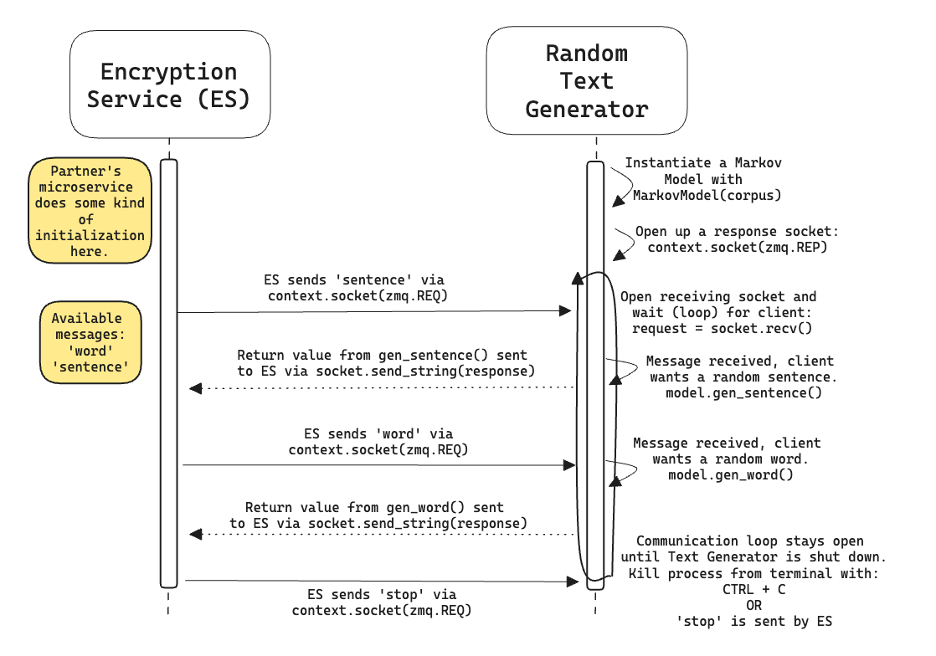 Encryption
Service (ES)
Random
Text
Generator
Partner's
microservice
does some kind
of
initialization
here.
Instantiate a Markov
Model with
MarkovModel(corpus)
Open up a response socket:
context.socket(zmq.REP)
ES sends 'sentence' via
context.socket(zmq.REQ)
Open receiving socket and
wait (loop) for client:
request = socket.recv()
Available
messages:
'word'
'sentence'
Return value from gen_sentence() sent
to ES via socket.send_string(response)
Message received, client
wants a random sentence.
model.gen_sentence()
ES sends 'word' via
context.socket(zmq.REQ)
Message received, client
wants a random word.
model.gen_word()
Return value from gen_word() sent
to ES via socket.send_string(response)
Communication loop stays open
until Text Generator is shut down.
Kill process from terminal with:
CTRL + C
OR
'stop' is sent by ES
ES sends 'stop' via
context.socket(zmq.REQ)